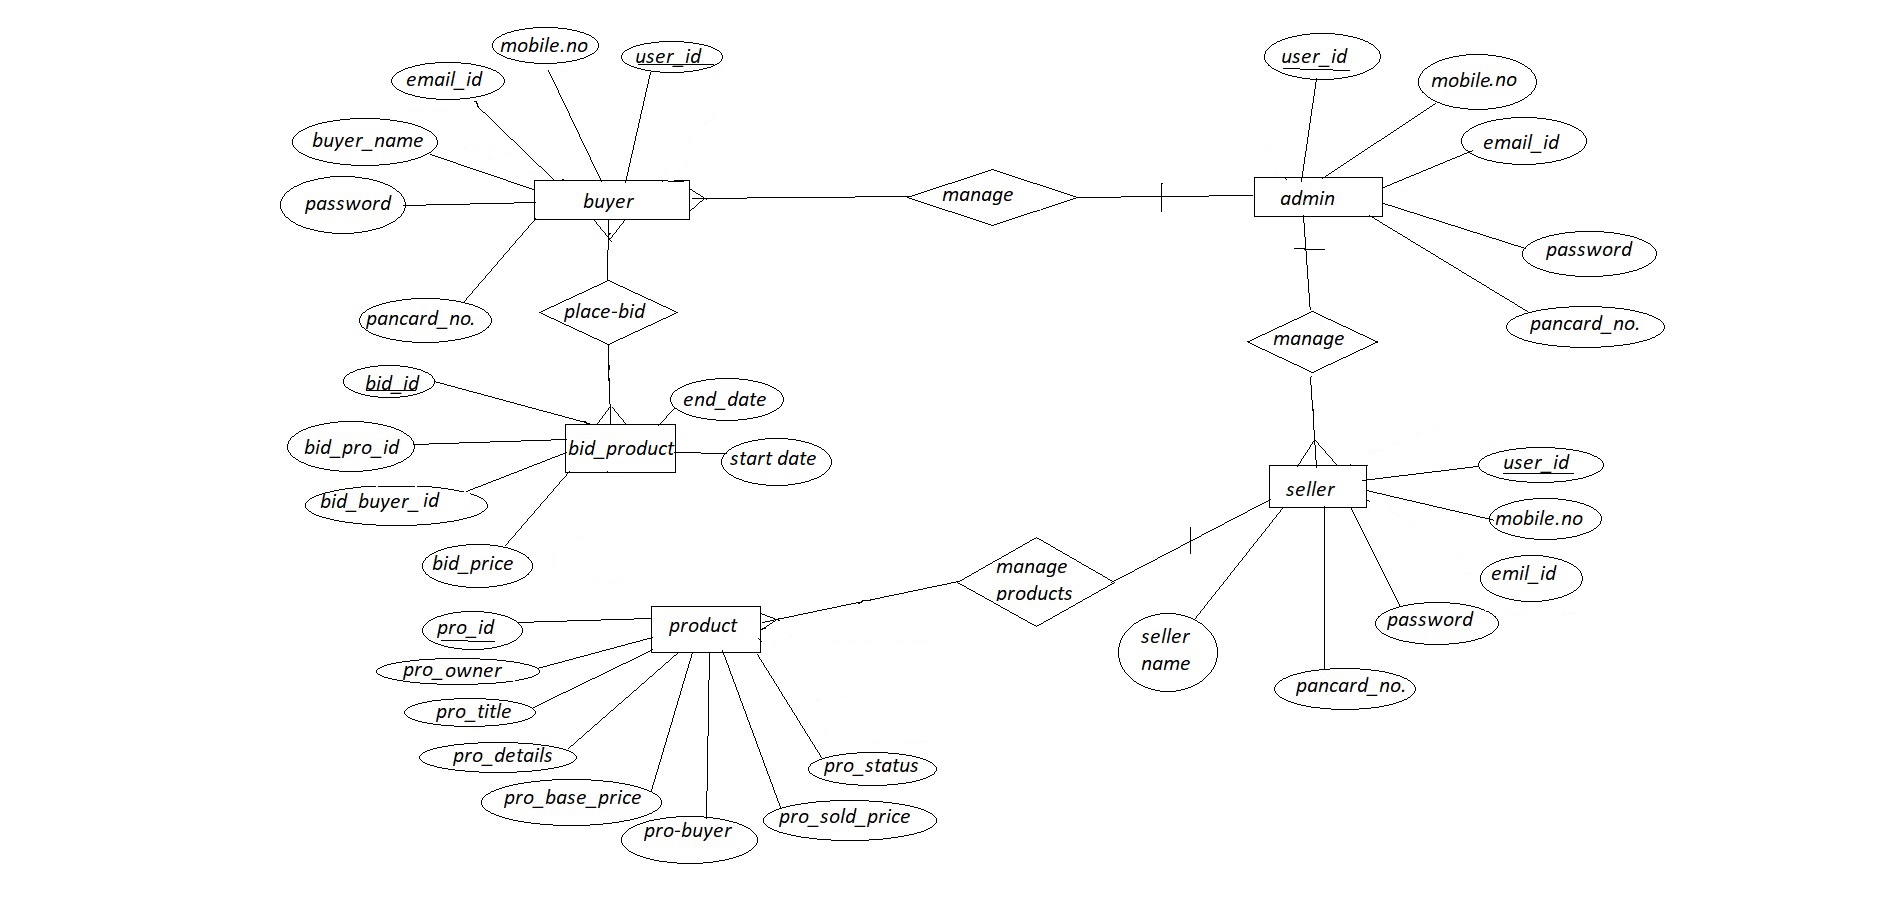 mobile.no
user_id
email_id
buyer_name
password
pancard_no.
buyer
manage
user_id
mobile.no
email_id
admin
password
pancard_no.
place-bid
manage
bid_id
end_date
bid_pro_id
bid_product
start date
bid_buyer_id
bid_price
seller
user_id
mobile.no
emil_id
password
pancard_no.
seller
name
manage
products
product
pro_id
pro_owner
pro_title
pro_details
pro_base_price
pro-buyer
pro_sold_price
pro_status